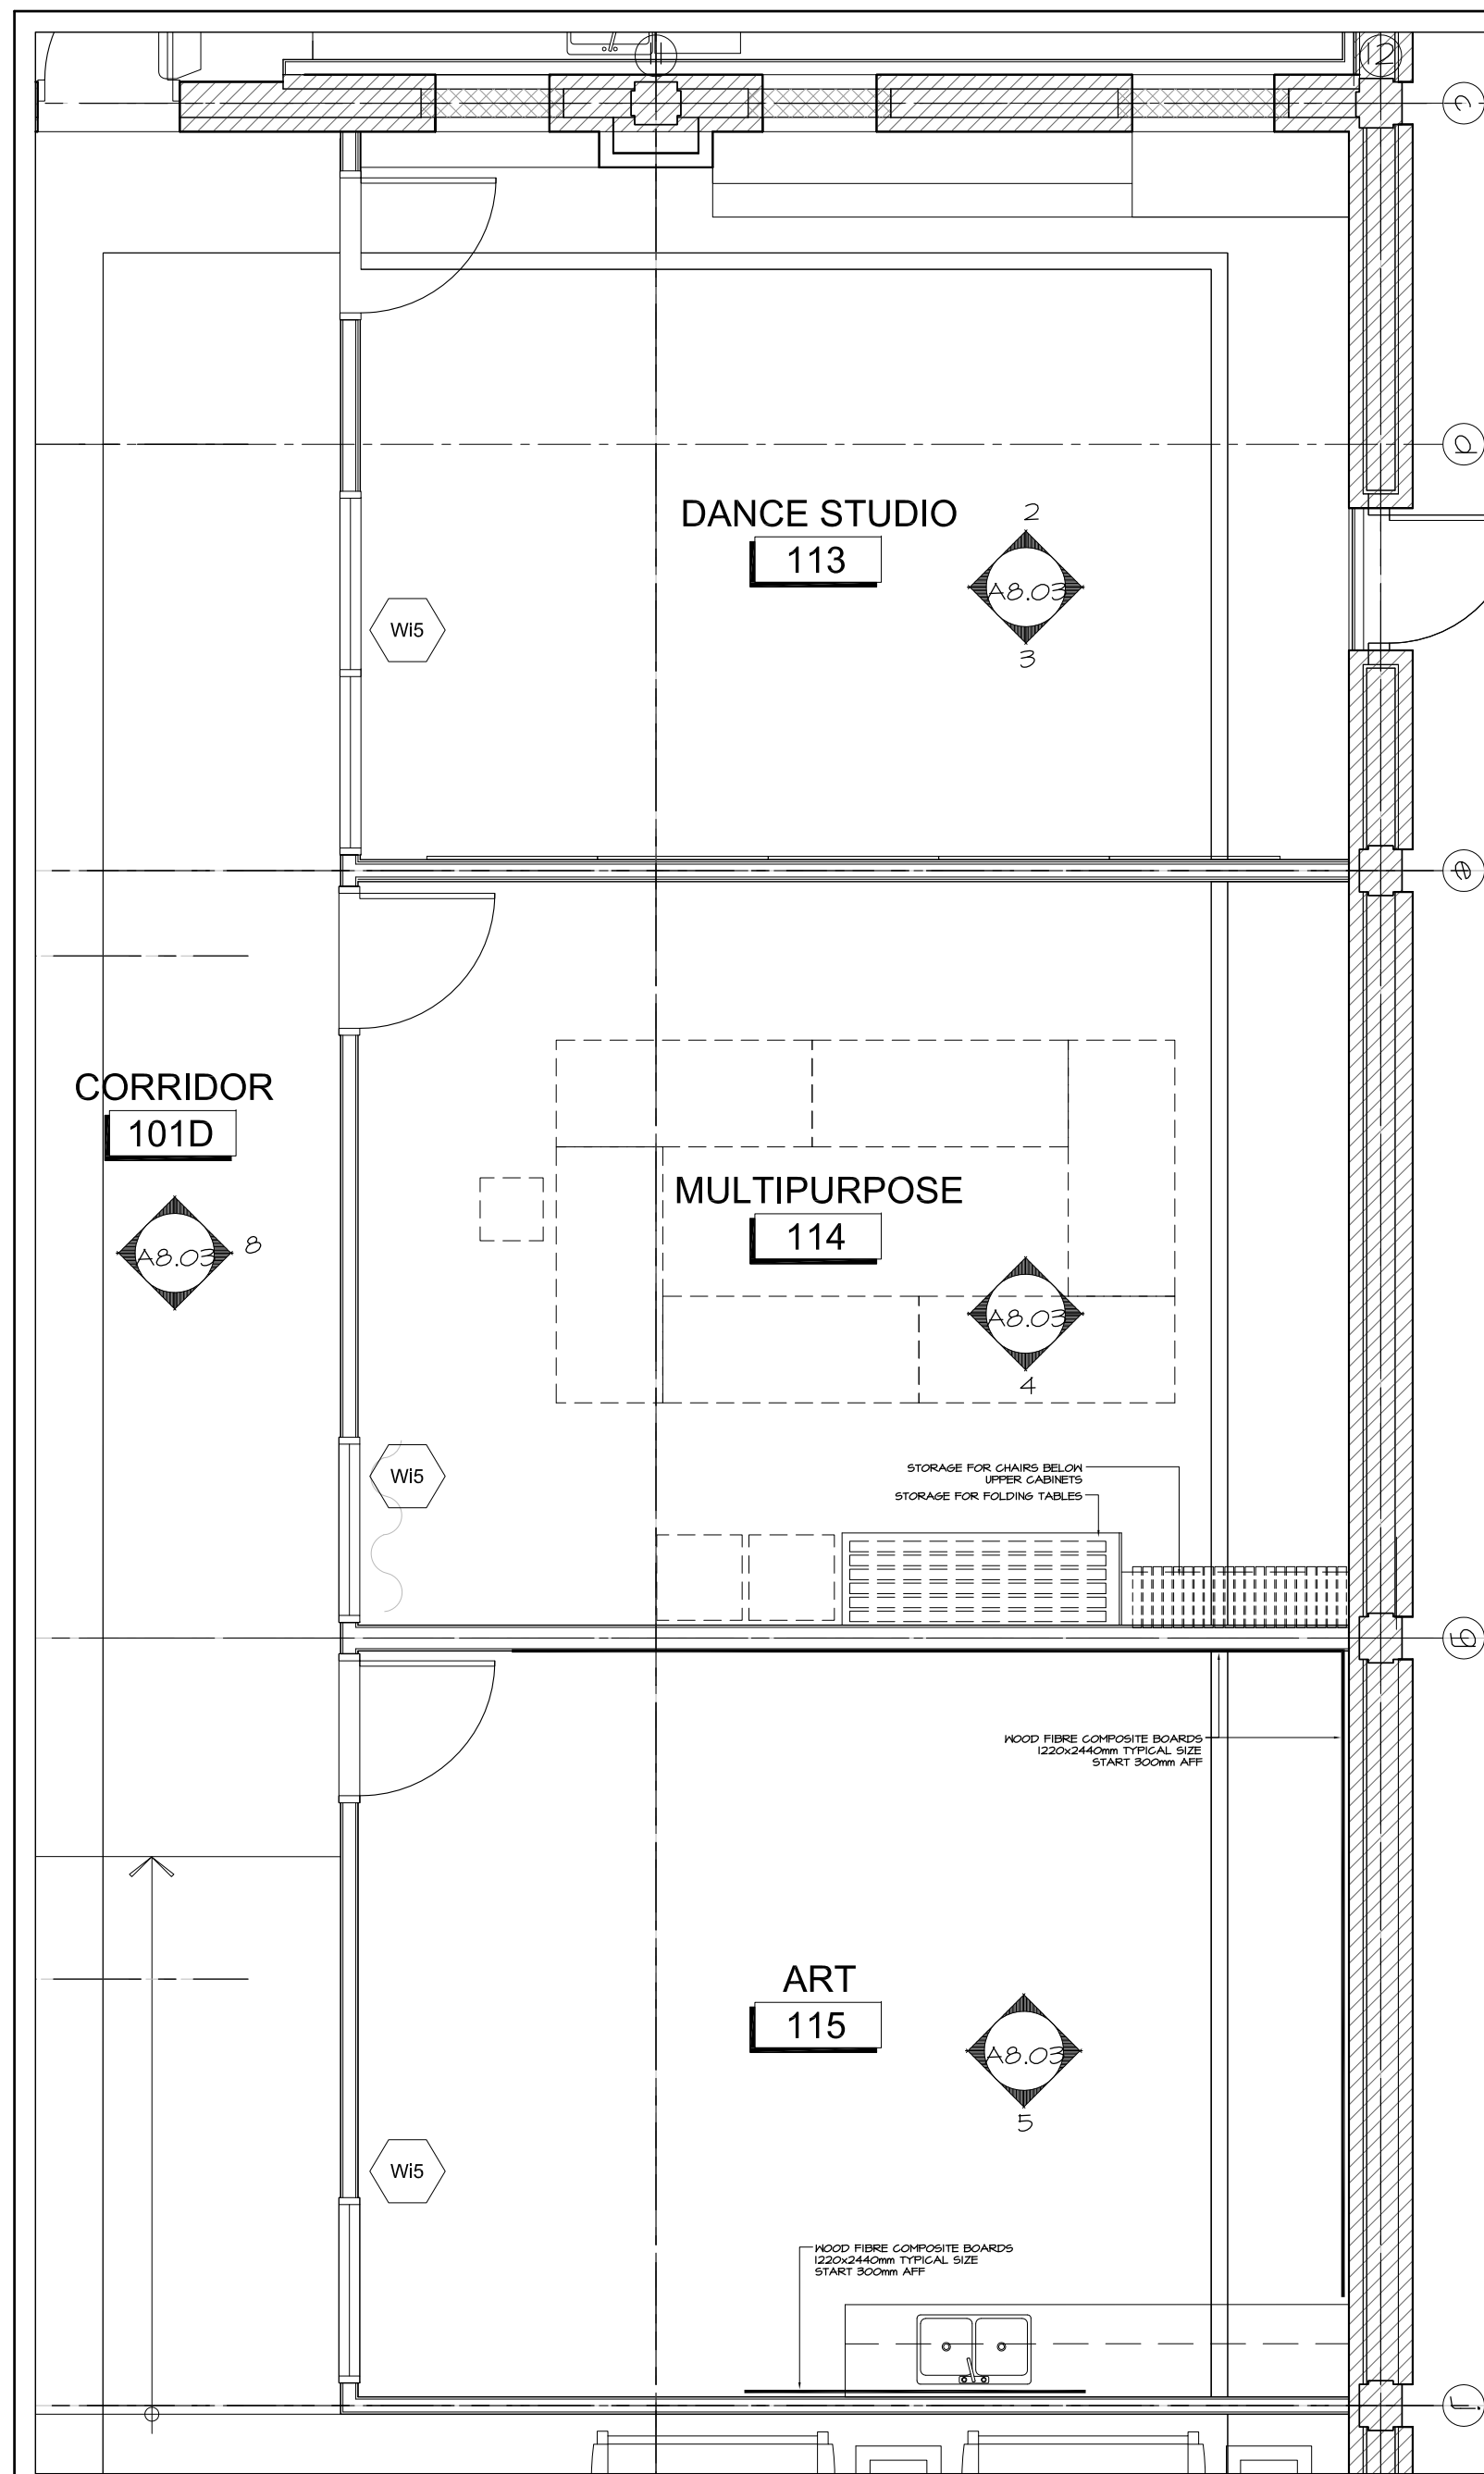 11
12
c
d
DANCE STUDIO
113
2
A8.03
3
Wi5
e
CORRIDOR
101D
A8.03
8
MULTIPURPOSE
114
A8.03
4
Wi5
STORAGE FOR CHAIRS BELOW
UPPER CABINETS
STORAGE FOR FOLDING TABLES
g
WOOD FIBRE COMPOSITE BOARDS
1220x2440mm TYPICAL SIZE
START 300mm AFF
ART
115
A8.03
5
Wi5
WOOD FIBRE COMPOSITE BOARDS
1220x2440mm TYPICAL SIZE
START 300mm AFF